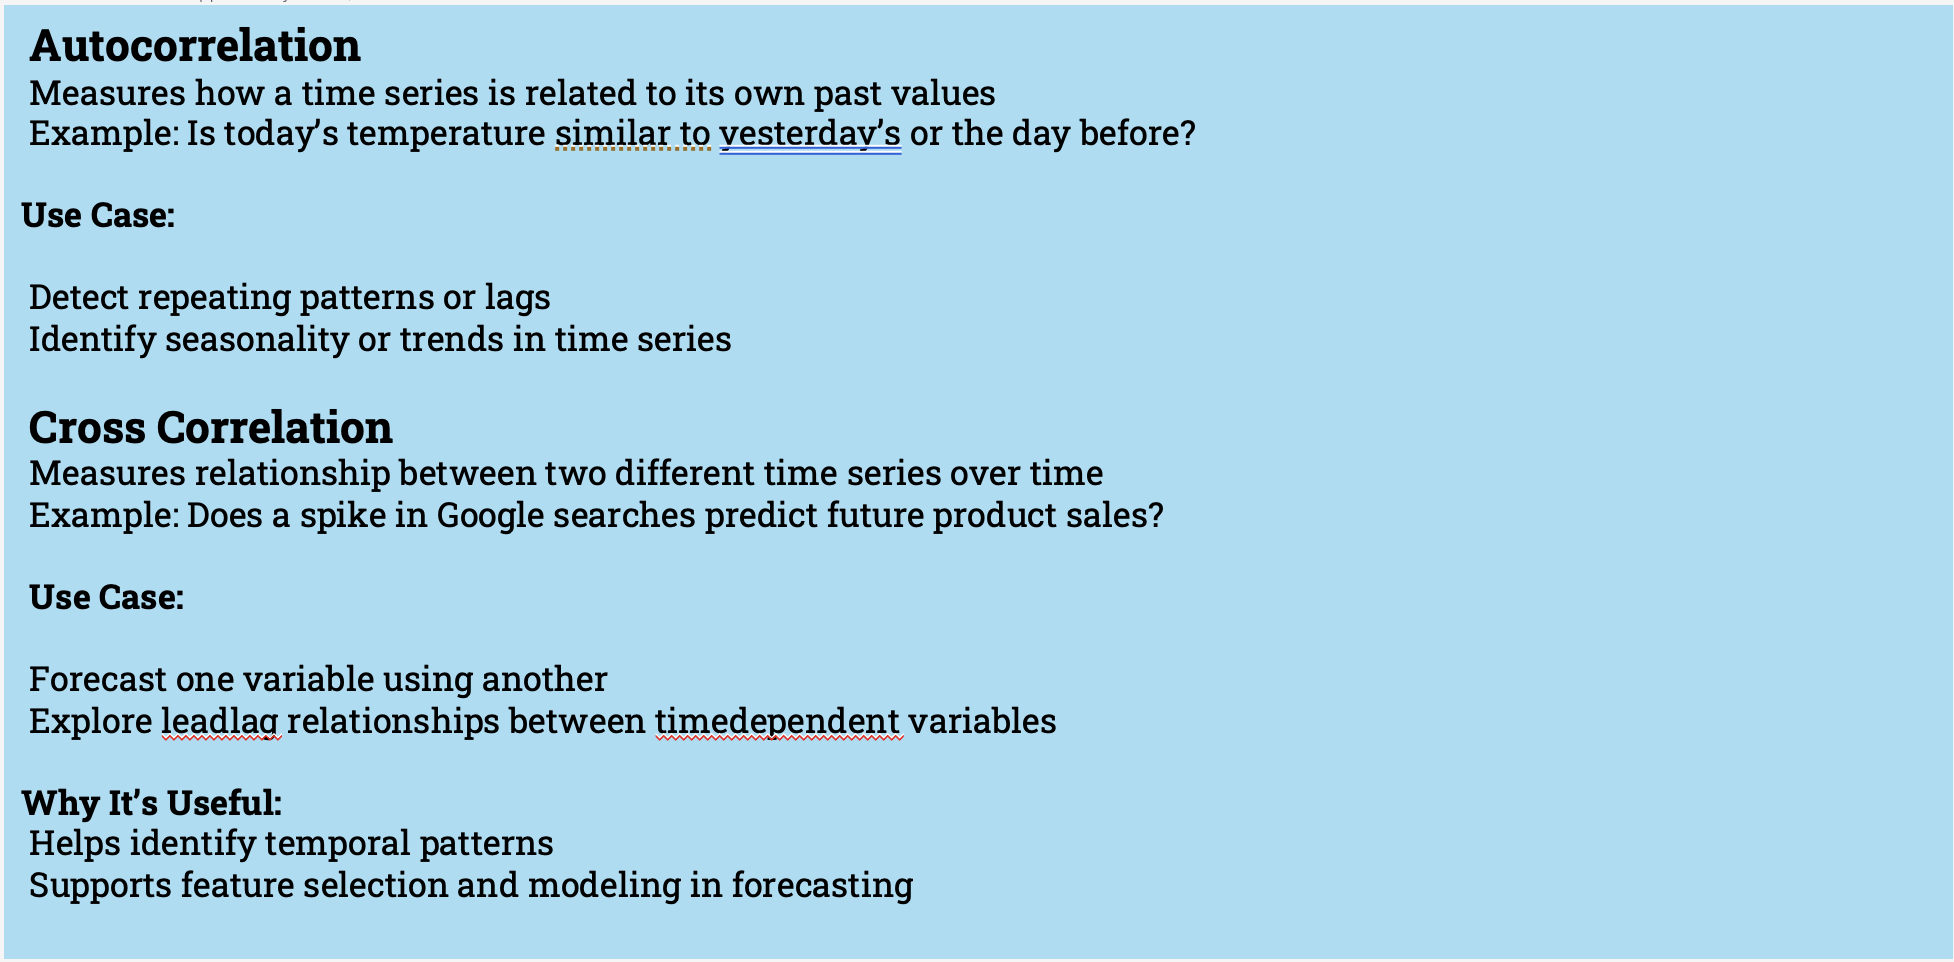 Autocorrelation
Measures how a time series is related to its own past values
Example: Is today’s temperature similar to yesterday’s or the day before?
Use Case:
Detect repeating patterns or lags
Identify seasonality or trends in time series
Cross Correlation
Measures relationship between two different time series over time
Example: Does a spike in Google searches predict future product sales?
Use Case:
Forecast one variable using another
Explore leadlag relationships between timedependent variables
Why It’s Useful:
Helps identify temporal patterns
Supports feature selection and modeling in forecasting